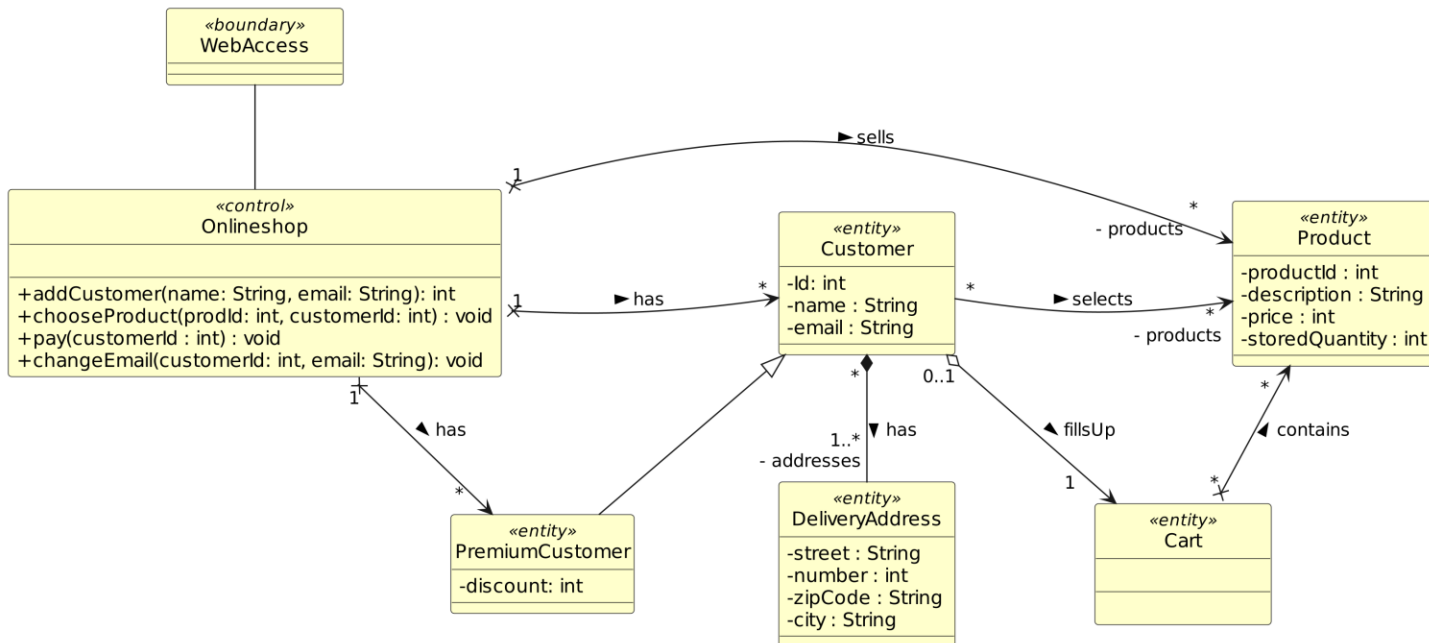 «boundary»
WebAccess
sells
1
*
- products
«control»
Onlineshop
+addCustomer(name: String, email: String): int
+chooseProduct(prodId: int, customerId: int) : void
+pay(customerId : int) : void
+changeEmail(customerId: int, email: String): void
1
has
*
«entity»
Customer
-Id: int
-name : String
-email : String
*
selects
*
- products
«entity»
Product
-productId : int
-description : String
-price : int
-storedQuantity : int
1
has
*
*
has
1..*
- addresses
0..1
fillsUp
1
*
contains
*
«entity»
PremiumCustomer
-discount: int
«entity»
DeliveryAddress
-street : String
-number : int
-zipCode : String
-city : String
«entity»
Cart